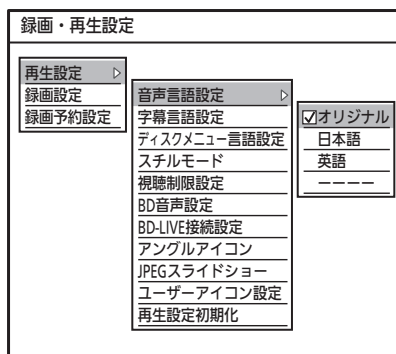 録画・再生設定
再生設定
録画設定
録画予約設定
音声言語設定
字幕言語設定
ディスクメニュー言語設定
スチルモード
視聴制限設定
BD音声設定
BD-LIVE接続設定
アングルアイコン
JPEGスライドショー
ユーザーアイコン設定
再生設定初期化
オリジナル
日本語
英語
ーーーー